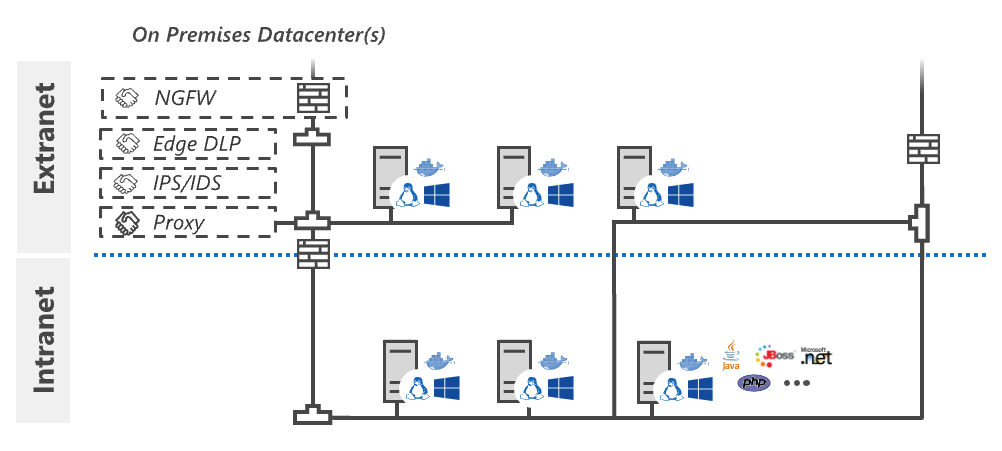 On Premises Datacenter(s)
Extranet
NGFW
Edge DLP
IPS/IDS
Proxy
Intranet
Java
JBoss
Microsoft
.net
php